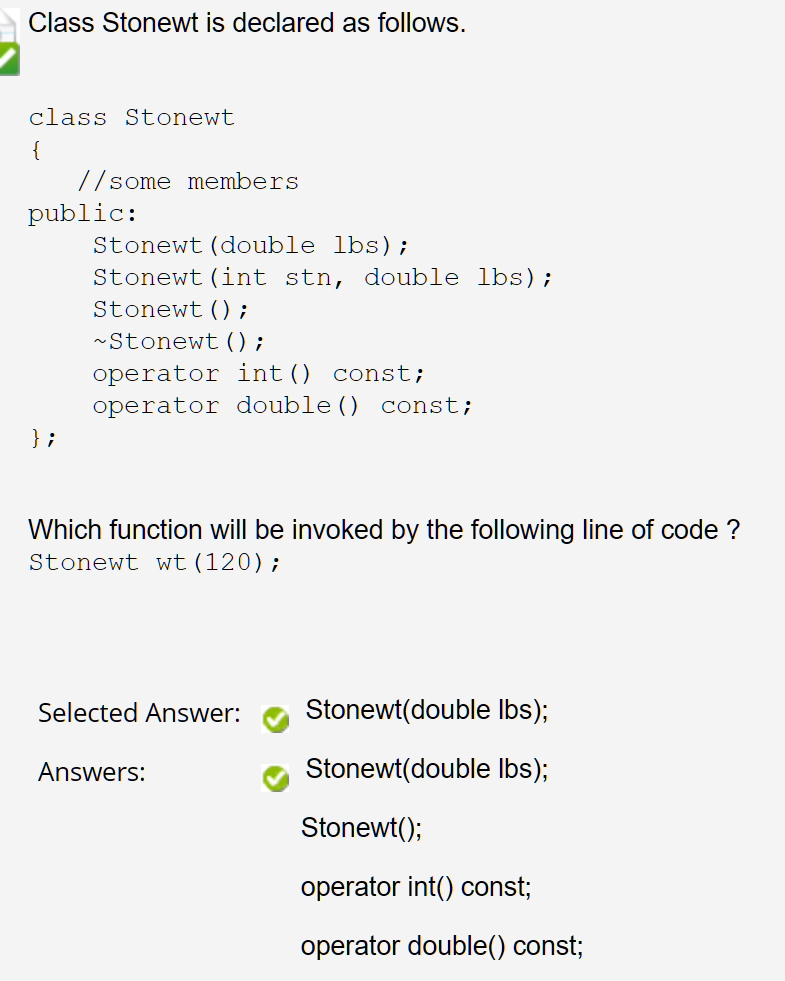 Class Stonewt is declared as follows.
class Stonewt
{
//some members
public:
Stonewt(double lbs);
Stonewt(int stn, double lbs);
Stonewt();
~Stonewt();
operator int() const;
operator double() const;
};
Which function will be invoked by the following line of code ?
Stonewt wt(120);
Selected Answer: Stonewt(double lbs);
Answers: Stonewt(double lbs);
Stonewt();
operator int() const;
operator double() const;